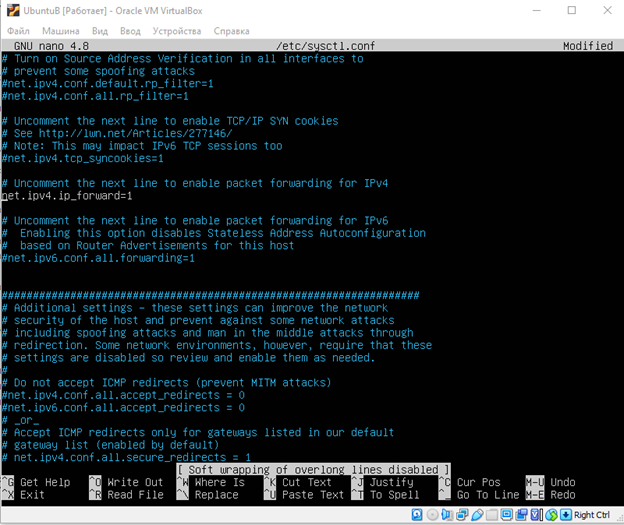 UbuntuB [Работает] - Oracle VM VirtualBox
Файл Машина Вид Ввод Устройства Справка
GNU nano 4.8 /etc/sysctl.conf Modified
# Turn on Source Address Verification in all interfaces to
# prevent some spoofing attacks
#net.ipv4.conf.default.rp_filter=1
#net.ipv4.conf.all.rp_filter=1
# Uncomment the next line to enable TCP/IP SYN cookies
# See http://lwn.net/Articles/277146/
# Note: This may impact IPv6 TCP sessions too
#net.ipv4.tcp_syncookies=1
# Uncomment the next line to enable packet forwarding for IPv4
net.ipv4.ip_forward=1
# Uncomment the next line to enable packet forwarding for IPv6
#  Enabling this option disables Stateless Address Autoconfiguration
#  based on Router Advertisements for this host
#net.ipv6.conf.all.forwarding=1
###################################################################
# Additional settings - these settings can improve the network
# security of the host and prevent against some network attacks
# including spoofing attacks and man in the middle attacks through
# redirection. Some network environments, however, require that these
# settings are disabled so review and enable them as needed.
#
# Do not accept ICMP redirects (prevent MITM attacks)
#net.ipv4.conf.all.accept_redirects = 0
#net.ipv6.conf.all.accept_redirects = 0
# _or_
# Accept ICMP redirects only for gateways listed in our default
# gateway list (enabled by default)
# net.ipv4.conf.all.secure_redirects = 1
[ Soft wrapping of overlong lines disabled ]
^G Get Help ^O Write Out ^W Where Is ^K Cut Text ^J Justify ^C Cur Pos M-U Undo
^X Exit ^R Read File ^\ Replace ^U Paste Text ^T To Spell ^_ Go To Line M-E Redo
Right Ctrl